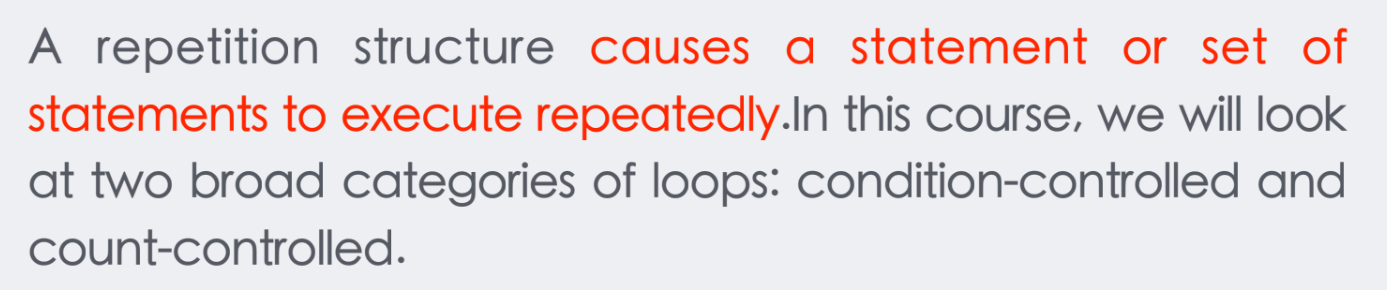 A repetition structure causes a statement or set of
statements to execute repeatedly.In this course, we will look
at two broad categories of loops: condition-controlled and
count-controlled.